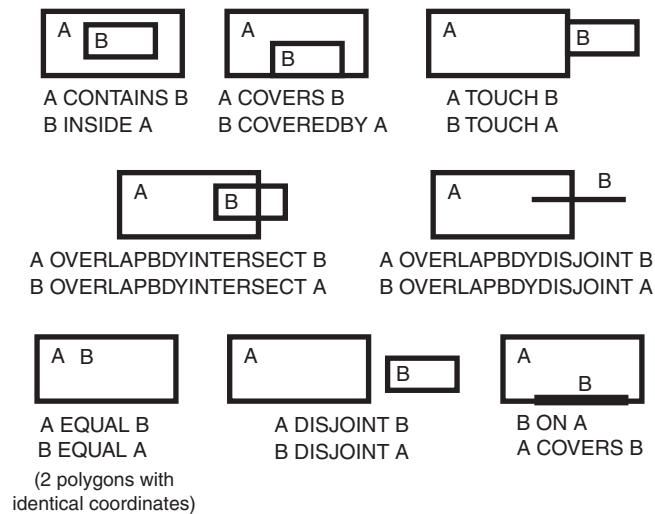 A
B
A CONTAINS B
B INSIDE A
A
B
A COVERS B
B COVEREDBY A
A
B
A TOUCH B
B TOUCH A
A
B
A OVERLAPBDYINTERSECT B
B OVERLAPBDYINTERSECT A
A
B
A OVERLAPBDYDISJOINT B
B OVERLAPBDYDISJOINT A
A B
A EQUAL B
B EQUAL A
(2 polygons with
identical coordinates)
A
B
A DISJOINT B
B DISJOINT A
A
B
B ON A
A COVERS B